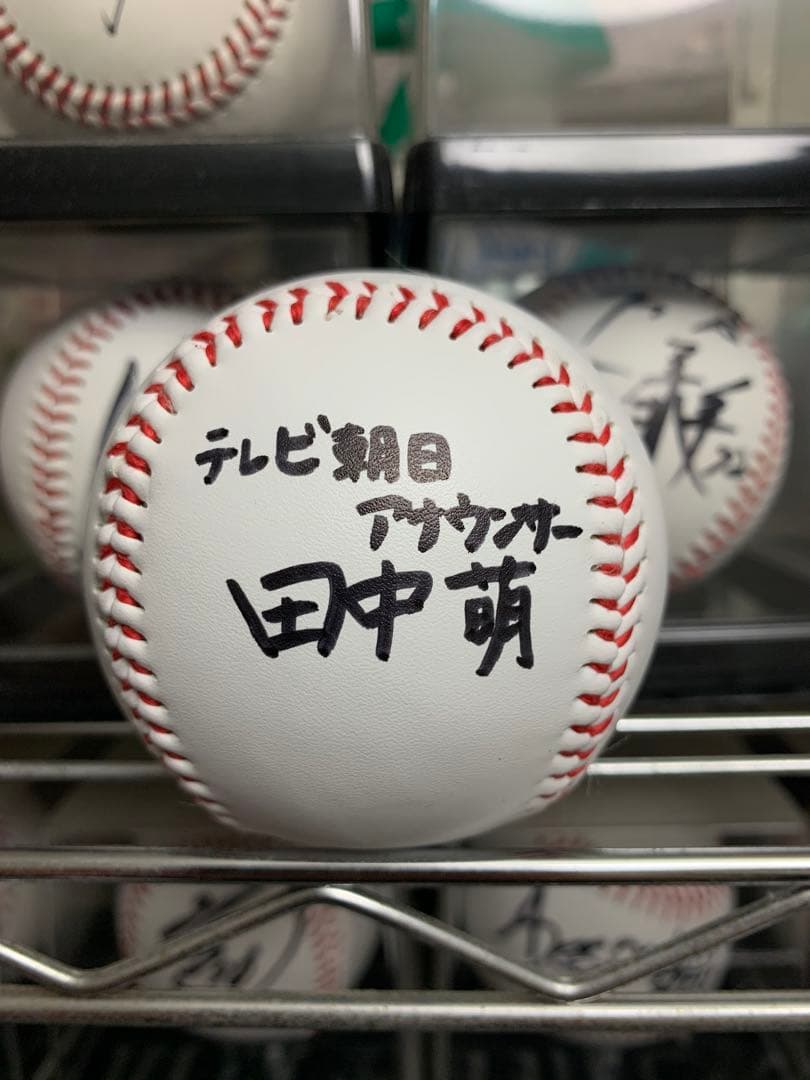 テレビ朝日
アナウンサー
田中 萌